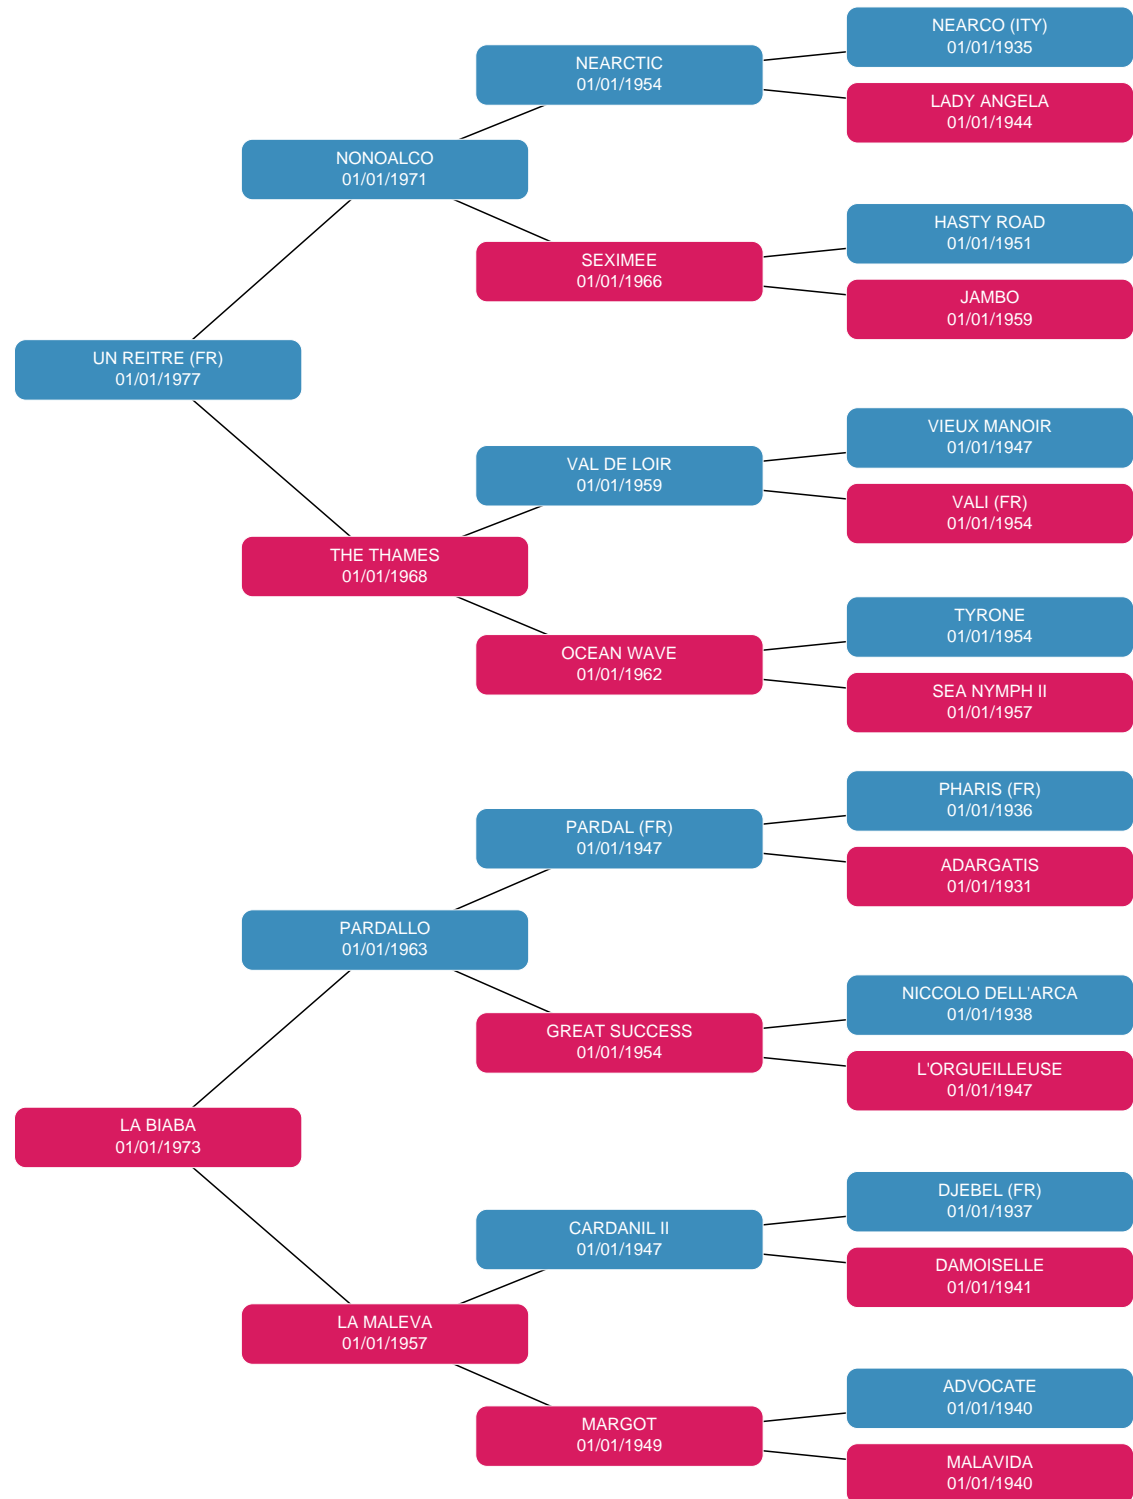 NEARCO (ITY)
01/01/1935
NEARCTIC
01/01/1954
LADY ANGELA
01/01/1944
NONOALCO
01/01/1971
HASTY ROAD
01/01/1951
SEXIMEE
01/01/1966
JAMBO
01/01/1959
UN REITRE (FR)
01/01/1977
VIEUX MANOIR
01/01/1947
VAL DE LOIR
01/01/1959
VALI (FR)
01/01/1954
THE THAMES
01/01/1968
TYRONE
01/01/1954
OCEAN WAVE
01/01/1962
SEA NYMPH II
01/01/1957
PHARIS (FR)
01/01/1936
PARDAL (FR)
01/01/1947
ADARGATIS
01/01/1931
PARDALLO
01/01/1963
NICCOLO DELL'ARCA
01/01/1938
GREAT SUCCESS
01/01/1954
L'ORGUEILLEUSE
01/01/1947
LA BIABA
01/01/1973
DJEBEL (FR)
01/01/1937
CARDANIL II
01/01/1947
DAMOISELLE
01/01/1941
LA MALEVA
01/01/1957
ADVOCATE
01/01/1940
MARGOT
01/01/1949
MALAVIDA
01/01/1940